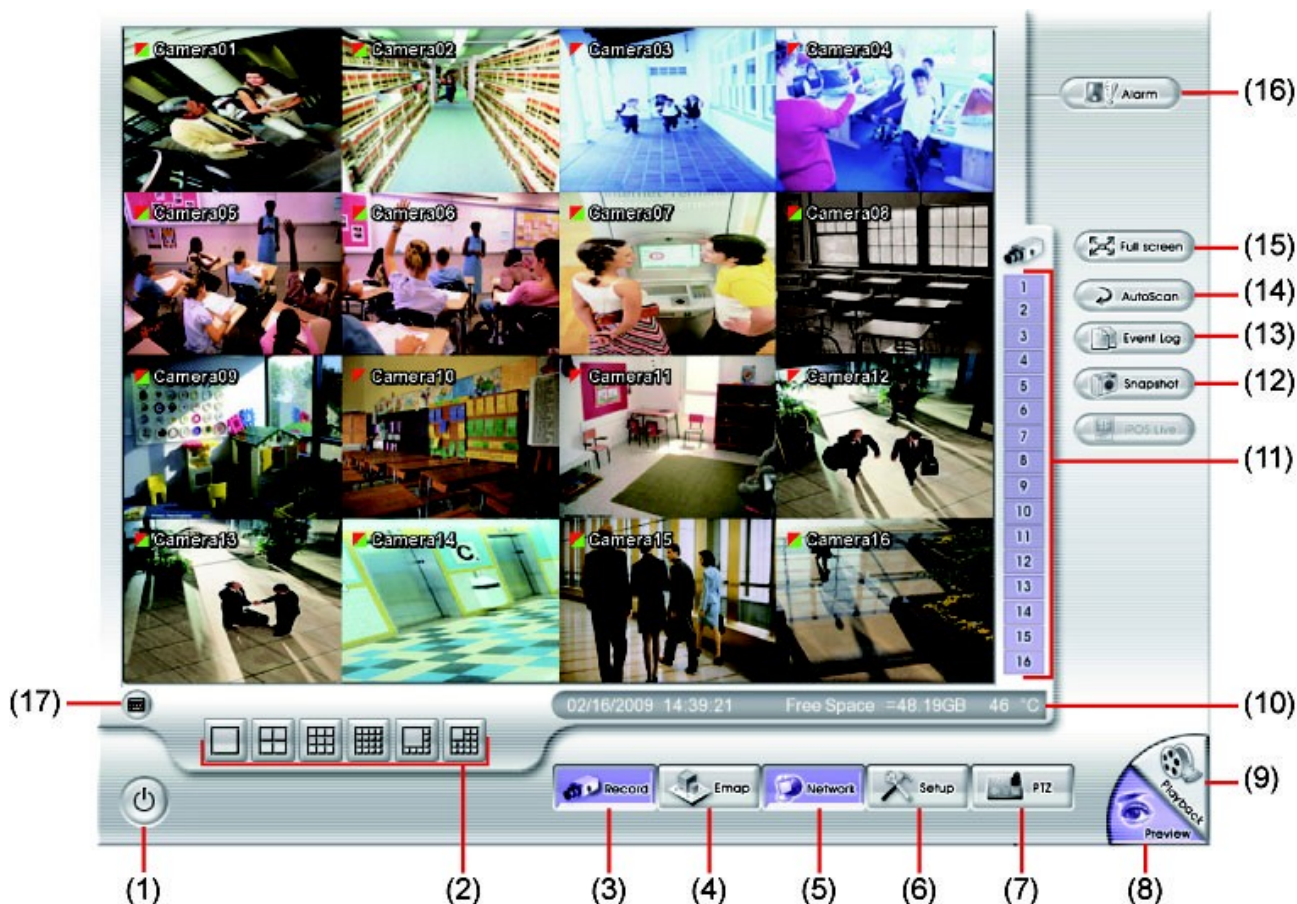 Camera01 Camera02 Camera03 Camera04
(16)
Alarm
Camera05 Camera06 Camera07 Camera08
Full screen
(15)
1
2
3
4
5
6
7
8
9
10
11
12
13
14
15
16
AutoScan
(14)
Event Log
(13)
Snapshot
(12)
iPOS Live
(11)
Camera09 Camera10 Camera11 Camera12
C.
Camera13 Camera14 Camera15 Camera16
(17)
02/16/2009 14:39:21 Free Space =48.19GB 46 °C
(10)
Record Emap Network Setup PTZ
Playback
(9)
Preview
(1) (2) (3) (4) (5) (6) (7) (8)